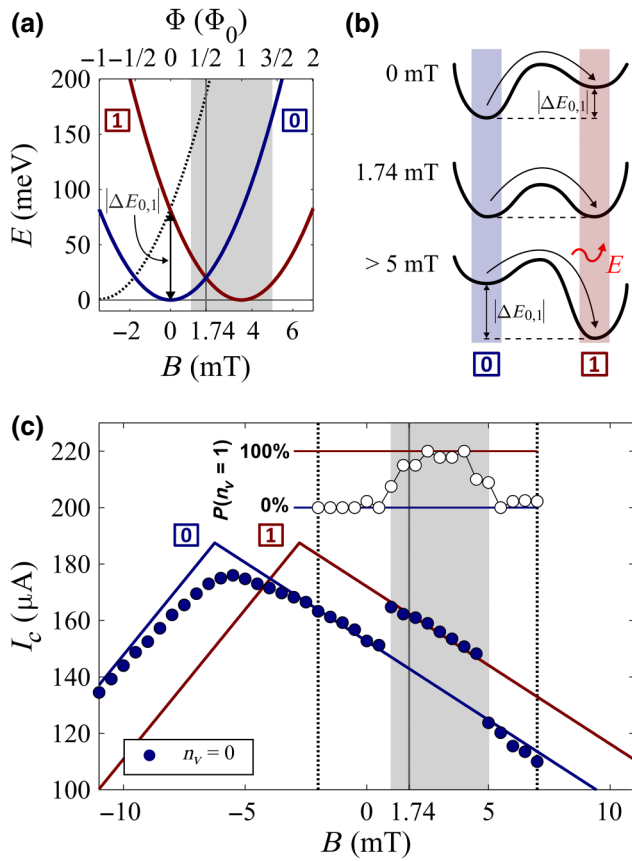 (a)
Φ (Φ₀)
−1 −1/2 0 1/2 1 3/2 2
200
150
100
50
0
E (meV)
1
0
|ΔE₀,₁|
−2 0 1.74 4 6
B (mT)
(b)
0 mT
|ΔE₀,₁|
1.74 mT
> 5 mT
E
|ΔE₀,₁|
0 1
(c)
220
200
180
160
140
120
100
I_c (μA)
P(n_v = 1)
100%
0%
0 1
n_v = 0
−10 −5 0 1.74 5 10
B (mT)